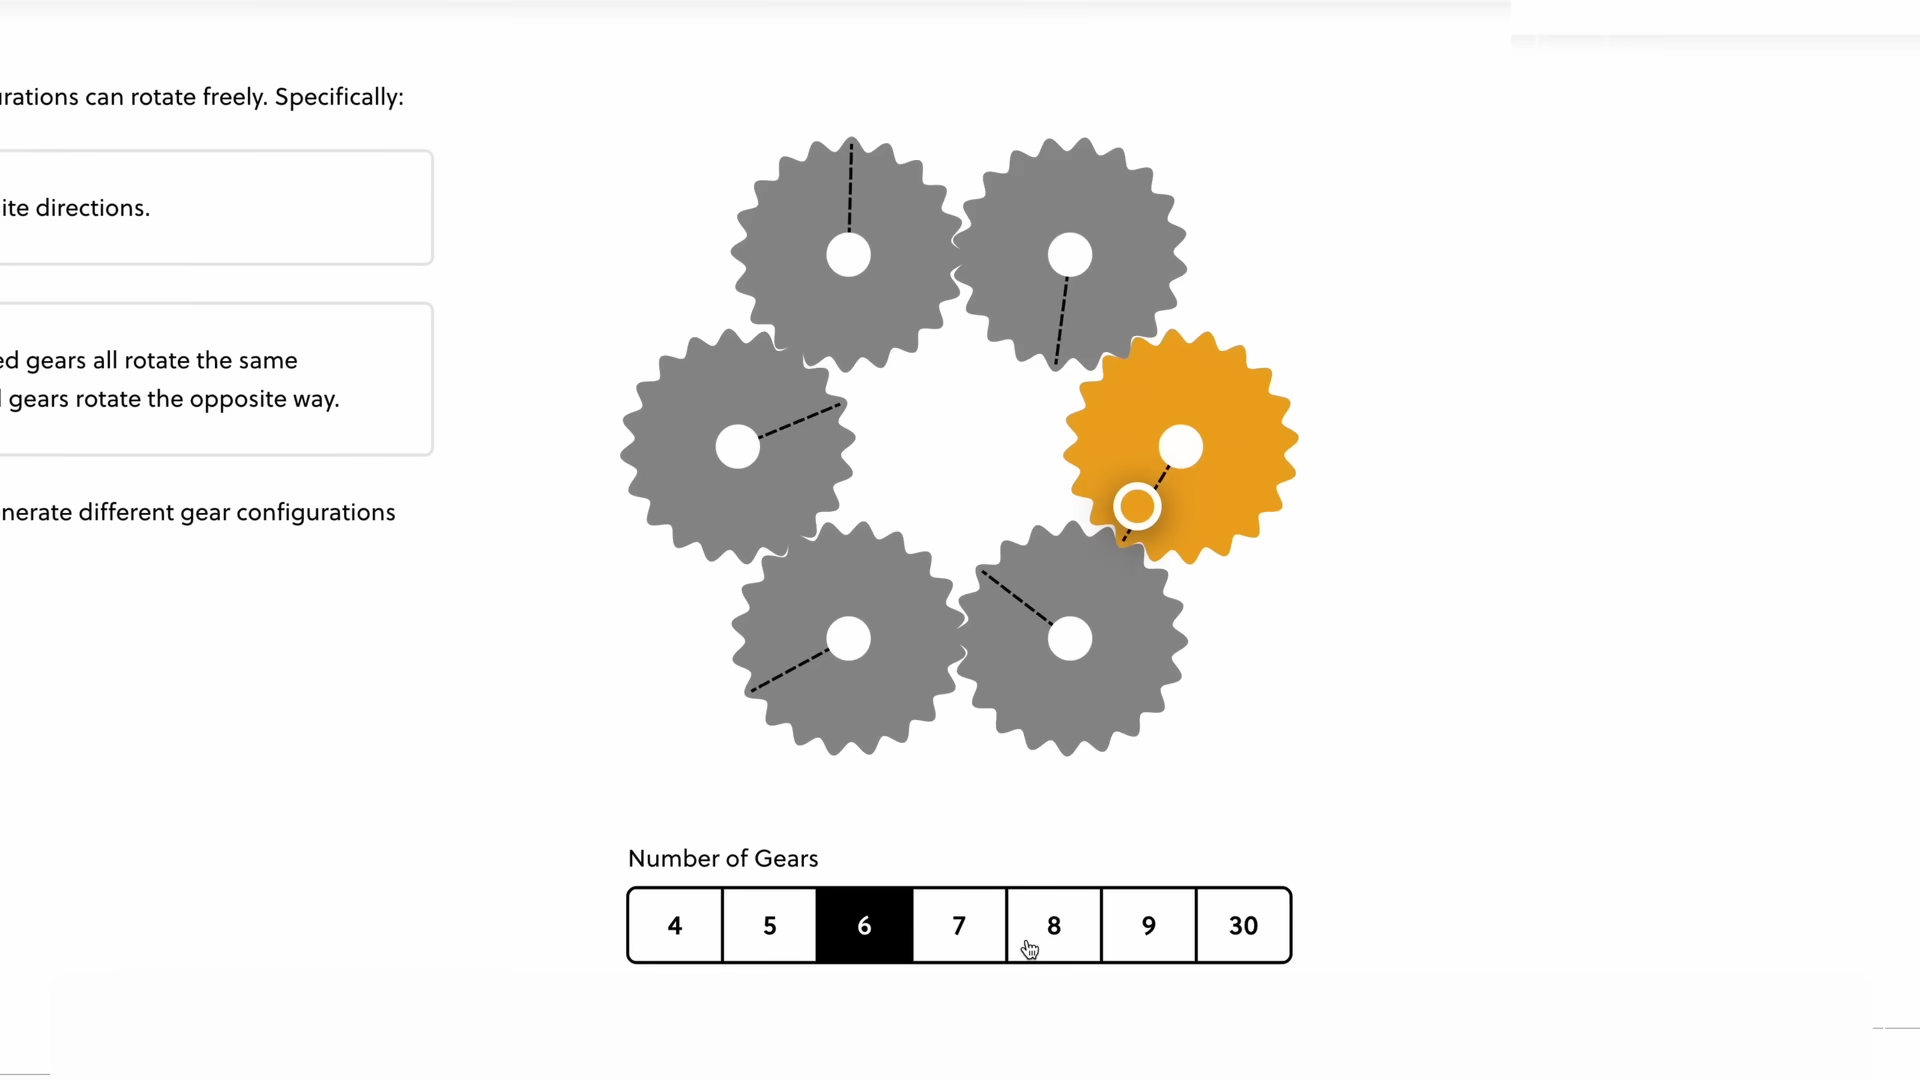 rations can rotate freely. Specifically:
ite directions.
ed gears all rotate the same
gears rotate the opposite way.
nerate different gear configurations
Number of Gears
4 5 6 7 8 9 30